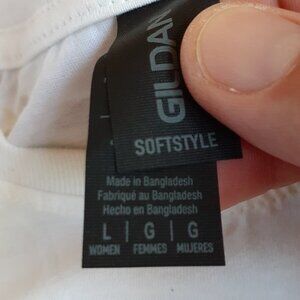 GILDAN
SOFTSTYLE
Made in Bangladesh
Fabriqué au Bangladesh
Hecho en Bangladesh
L | G | G
WOMEN FEMMES MUJERES